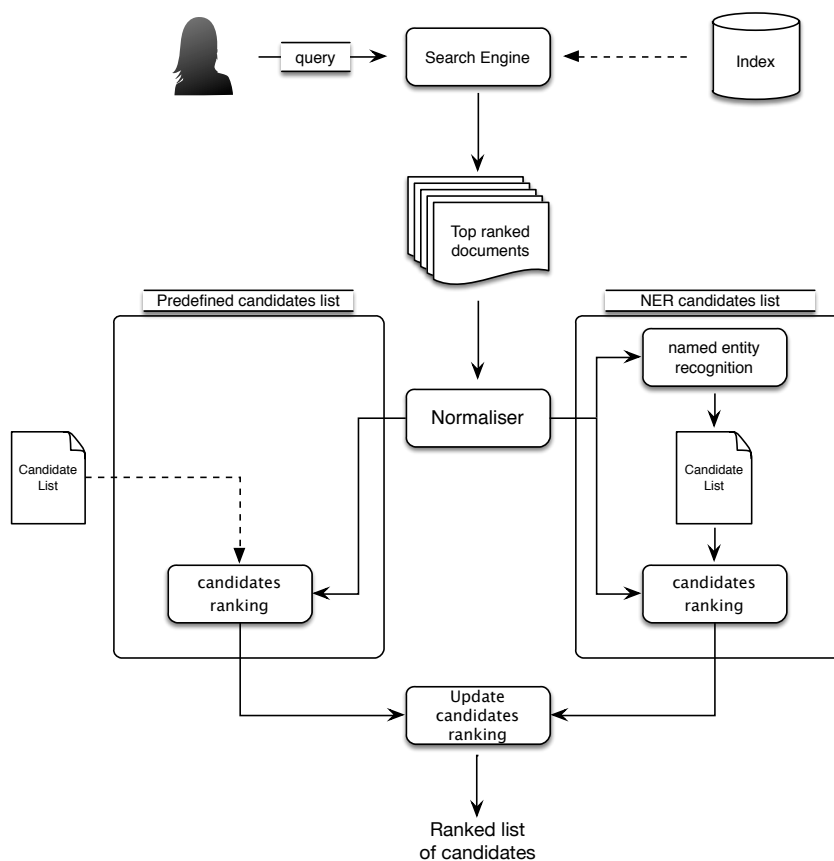 query
Search Engine
Index
Top ranked
documents
Predefined candidates list
NER candidates list
named entity
recognition
Normaliser
Candidate
List
Candidate
List
candidates
ranking
candidates
ranking
Update
candidates
ranking
Ranked list
of candidates